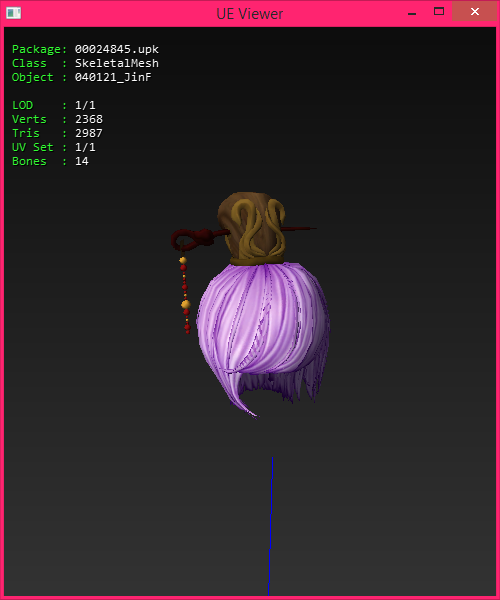 UE Viewer
Package: 00024845.upk
Class : SkeletalMesh
Object : 040121_JinF
LOD : 1/1
Verts : 2368
Tris : 2987
UV Set : 1/1
Bones : 14